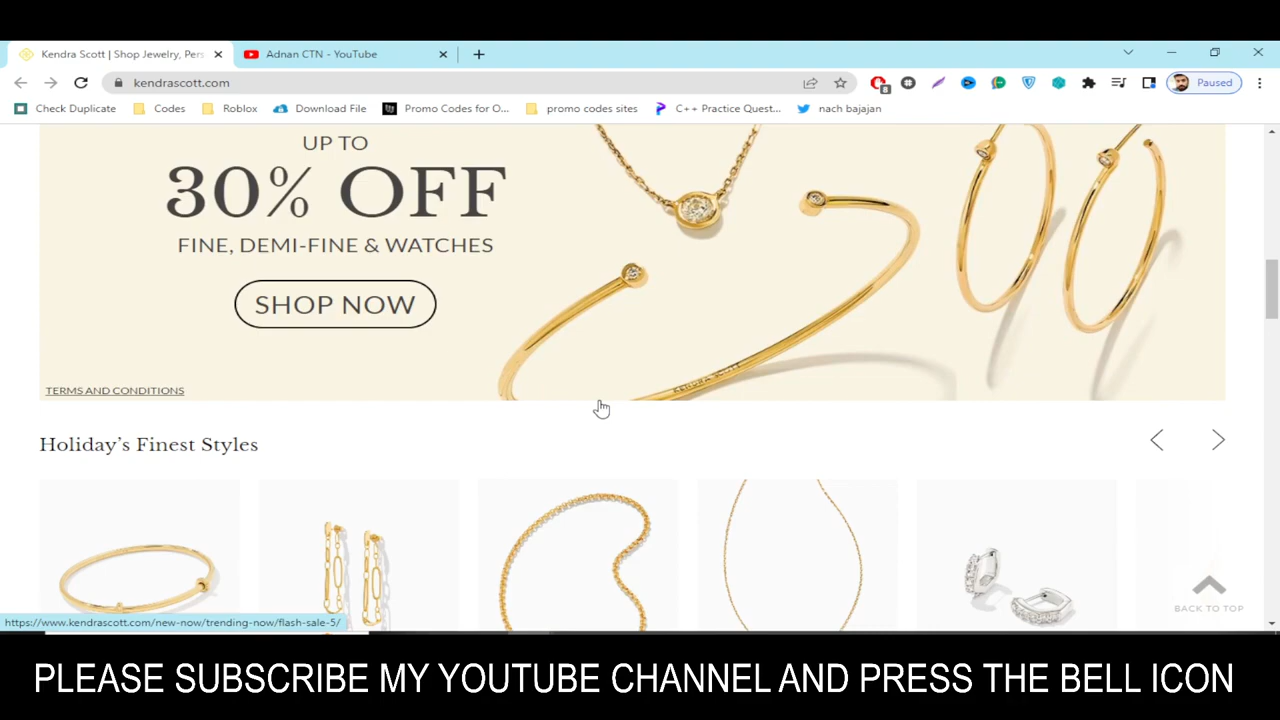 Kendra Scott | Shop Jewelry, Pers
Adnan CTN - YouTube
kendrascott.com
8
Paused
Check Duplicate
Codes
Roblox
Download File
Promo Codes for O...
promo codes sites
C++ Practice Quest...
nach bajajan
UP TO
30% OFF
FINE, DEMI-FINE & WATCHES
SHOP NOW
KENDRA SCOTT
TERMS AND CONDITIONS
Holiday's Finest Styles
BACK TO TOP
https://www.kendrascott.com/new-now/trending-now/flash-sale-5/
PLEASE SUBSCRIBE MY YOUTUBE CHANNEL AND PRESS THE BELL ICON